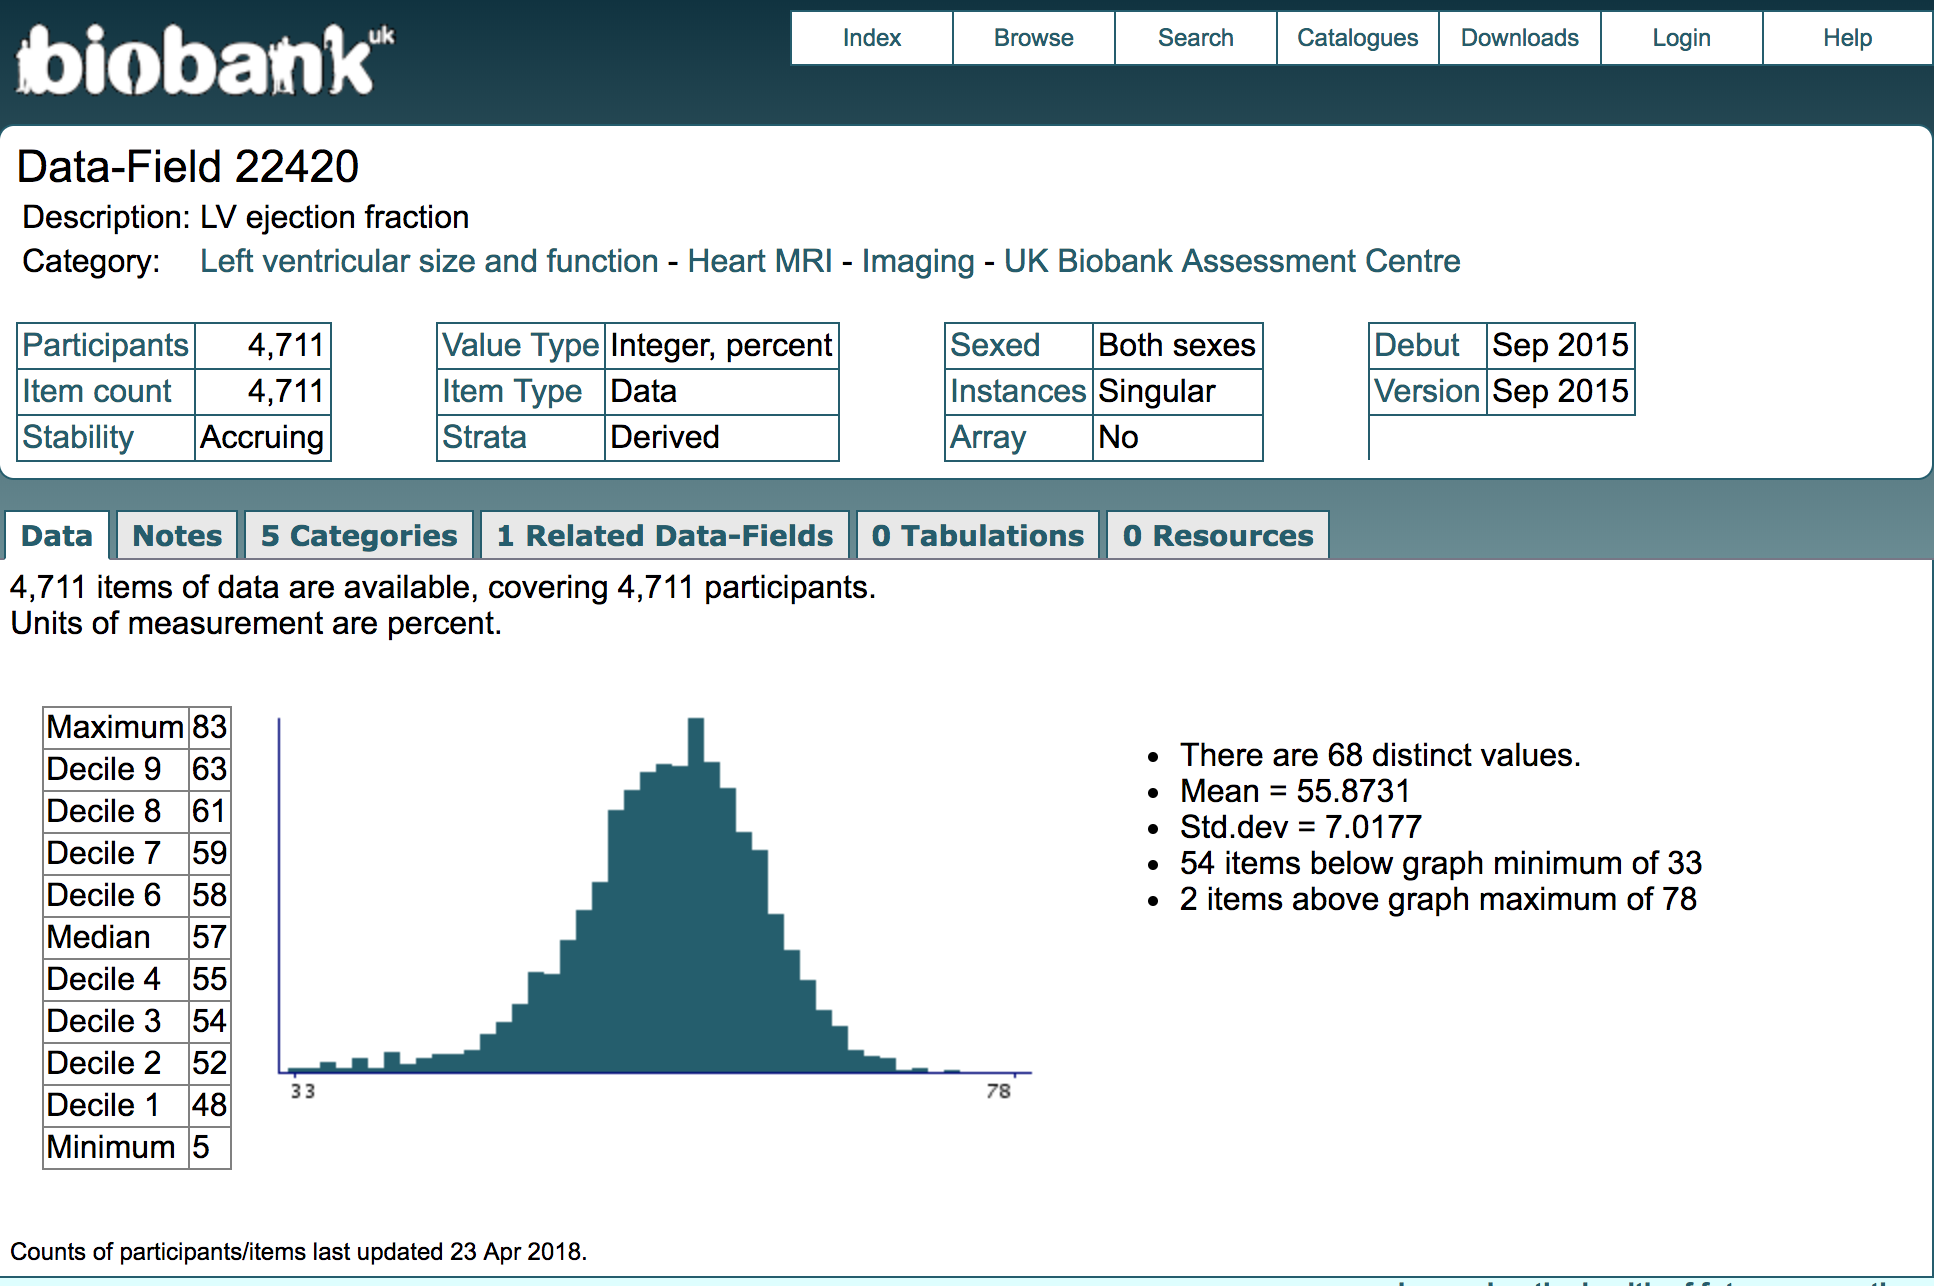 biobank uk
Index Browse Search Catalogues Downloads Login Help
Data-Field 22420
Description: LV ejection fraction
Category: Left ventricular size and function - Heart MRI - Imaging - UK Biobank Assessment Centre
Participants 4,711 Value Type Integer, percent Sexed Both sexes Debut Sep 2015
Item count 4,711 Item Type Data Instances Singular Version Sep 2015
Stability Accruing Strata Derived Array No
Data Notes 5 Categories 1 Related Data-Fields 0 Tabulations 0 Resources
4,711 items of data are available, covering 4,711 participants.
Units of measurement are percent.
Maximum 83
Decile 9 63
Decile 8 61
Decile 7 59
Decile 6 58
Median 57
Decile 4 55
Decile 3 54
Decile 2 52
Decile 1 48
Minimum 5
33 78
• There are 68 distinct values.
• Mean = 55.8731
• Std.dev = 7.0177
• 54 items below graph minimum of 33
• 2 items above graph maximum of 78
Counts of participants/items last updated 23 Apr 2018.